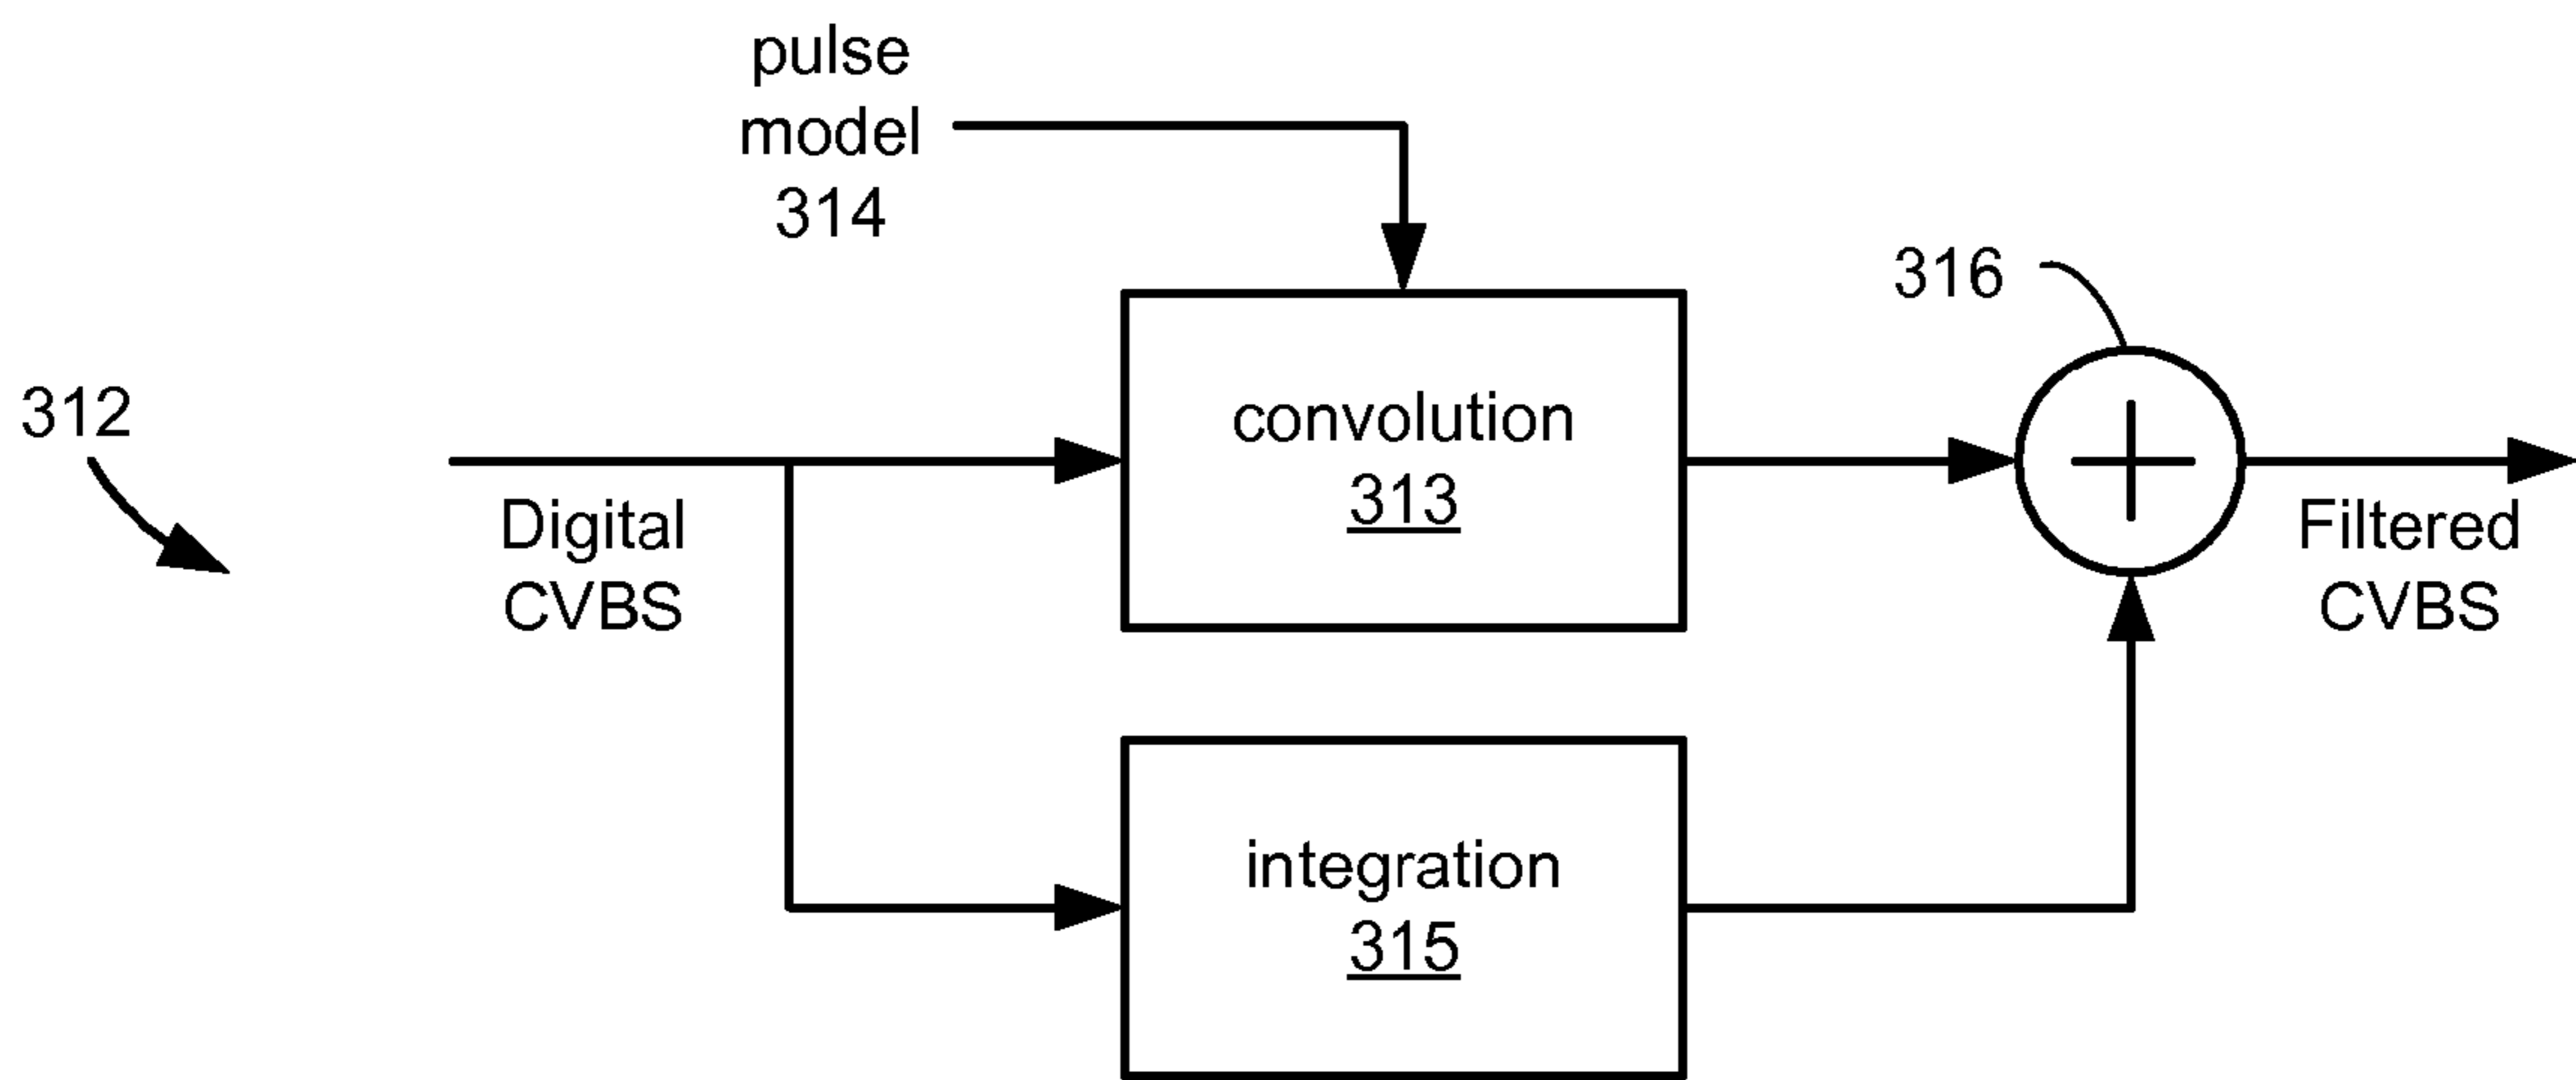 pulse
model
314
316
312
convolution
313
Digital
CVBS
Filtered
CVBS
integration
315